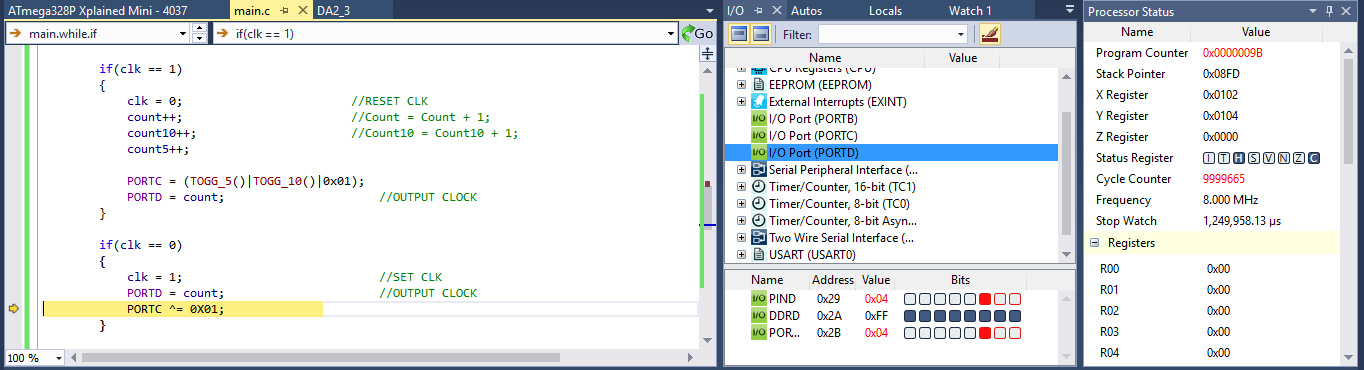 ATmega328P Xplained Mini - 4037 main.c DA2_3
main.while.if if(clk == 1) Go
if(clk == 1)
{
clk = 0; //RESET CLK
count++; //Count = Count + 1;
count10++; //Count10 = Count10 + 1;
count5++;
PORTC = (TOGG_5()|TOGG_10()|0x01);
PORTD = count; //OUTPUT CLOCK
}
if(clk == 0)
{
clk = 1; //SET CLK
PORTD = count; //OUTPUT CLOCK
PORTC ^= 0X01;
}
100 %
I/O Autos Locals Watch 1
Filter:
Name Value
CPU Registers (CPU)
EEPROM (EEPROM)
External Interrupts (EXINT)
I/O Port (PORTB)
I/O Port (PORTC)
I/O Port (PORTD)
Serial Peripheral Interface (...
Timer/Counter, 16-bit (TC1)
Timer/Counter, 8-bit (TC0)
Timer/Counter, 8-bit Asyn...
Two Wire Serial Interface (...
USART (USART0)
Name Address Value Bits
I/O PIND 0x29 0x04
I/O DDRD 0x2A 0xFF
I/O POR... 0x2B 0x04
Processor Status
Name Value
Program Counter 0x0000009B
Stack Pointer 0x08FD
X Register 0x0102
Y Register 0x0104
Z Register 0x0000
Status Register I T H S V N Z C
Cycle Counter 9999665
Frequency 8.000 MHz
Stop Watch 1,249,958.13 µs
Registers
R00 0x00
R01 0x00
R02 0x00
R03 0x00
R04 0x00